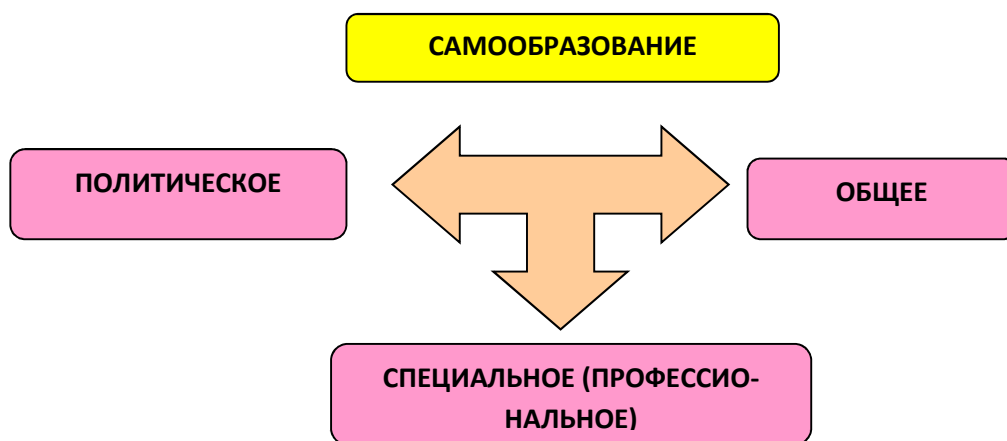 САМООБРАЗОВАНИЕ
ПОЛИТИЧЕСКОЕ
ОБЩЕЕ
СПЕЦИАЛЬНОЕ (ПРОФЕССИО-
НАЛЬНОЕ)